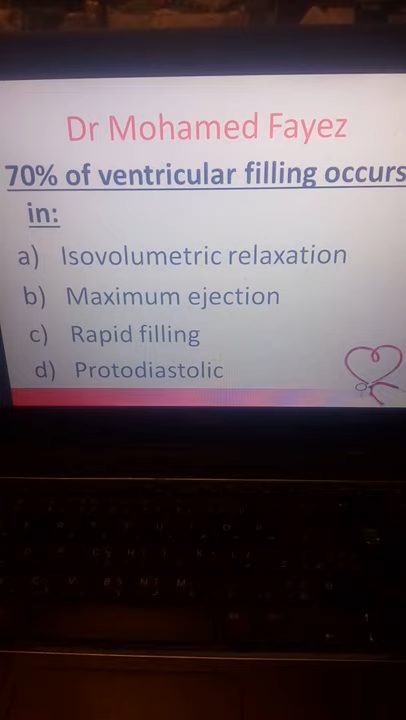 Dr Mohamed Fayez
70% of ventricular filling occurs
in:
a) Isovolumetric relaxation
b) Maximum ejection
c) Rapid filling
d) Protodiastolic